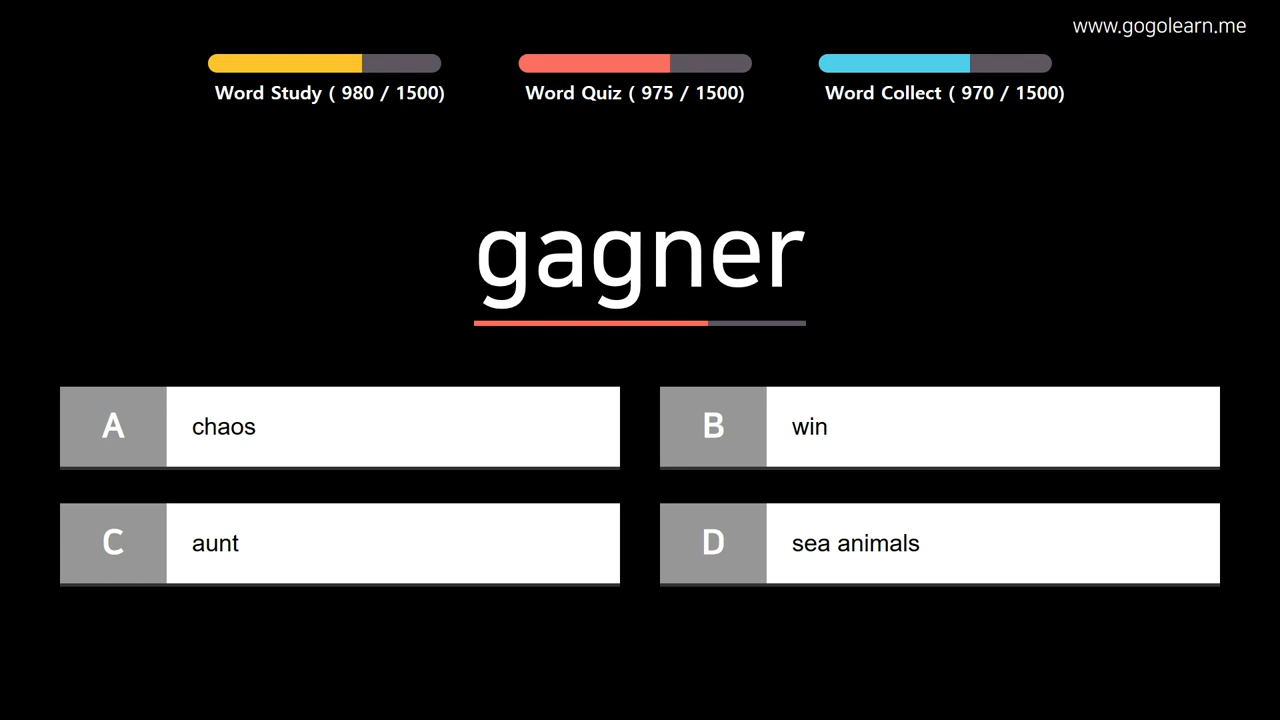 www.gogolearn.me
Word Study ( 980 / 1500)
Word Quiz ( 975 / 1500)
Word Collect ( 970 / 1500)
gagner
A
chaos
B
win
C
aunt
D
sea animals